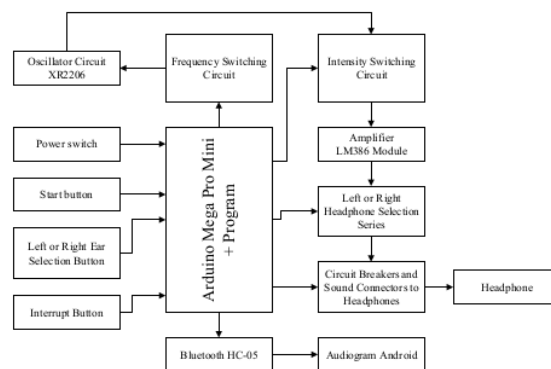 Oscillator Circuit
XR2206
Frequency Switching
Circuit
Intensity Switching
Circuit
Power switch
Arduino Mega Pro Mini
+ Program
Amplifier
LM386 Module
Start button
Left or Right
Headphone Selection
Series
Left or Right Ear
Selection Button
Circuit Breakers and
Sound Connectors to
Headphones
Headphone
Interrupt Button
Bluetooth HC-05
Audiogram Android